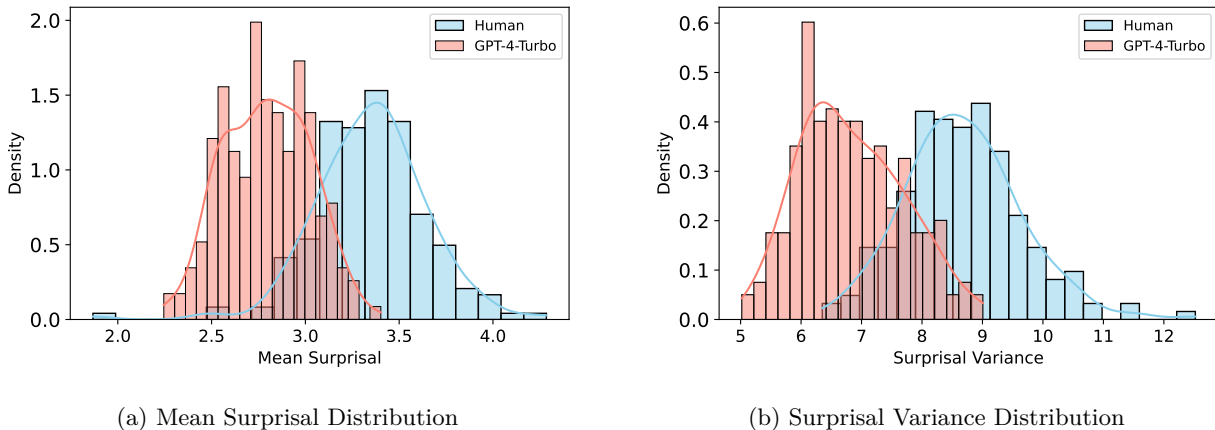 2.0
1.5
1.0
0.5
0.0
Density
2.0
2.5
3.0
3.5
4.0
Mean Surprisal
Human
GPT-4-Turbo
(a) Mean Surprisal Distribution
0.6
0.5
0.4
0.3
0.2
0.1
0.0
Density
5
6
7
8
9
10
11
12
Surprisal Variance
Human
GPT-4-Turbo
(b) Surprisal Variance Distribution